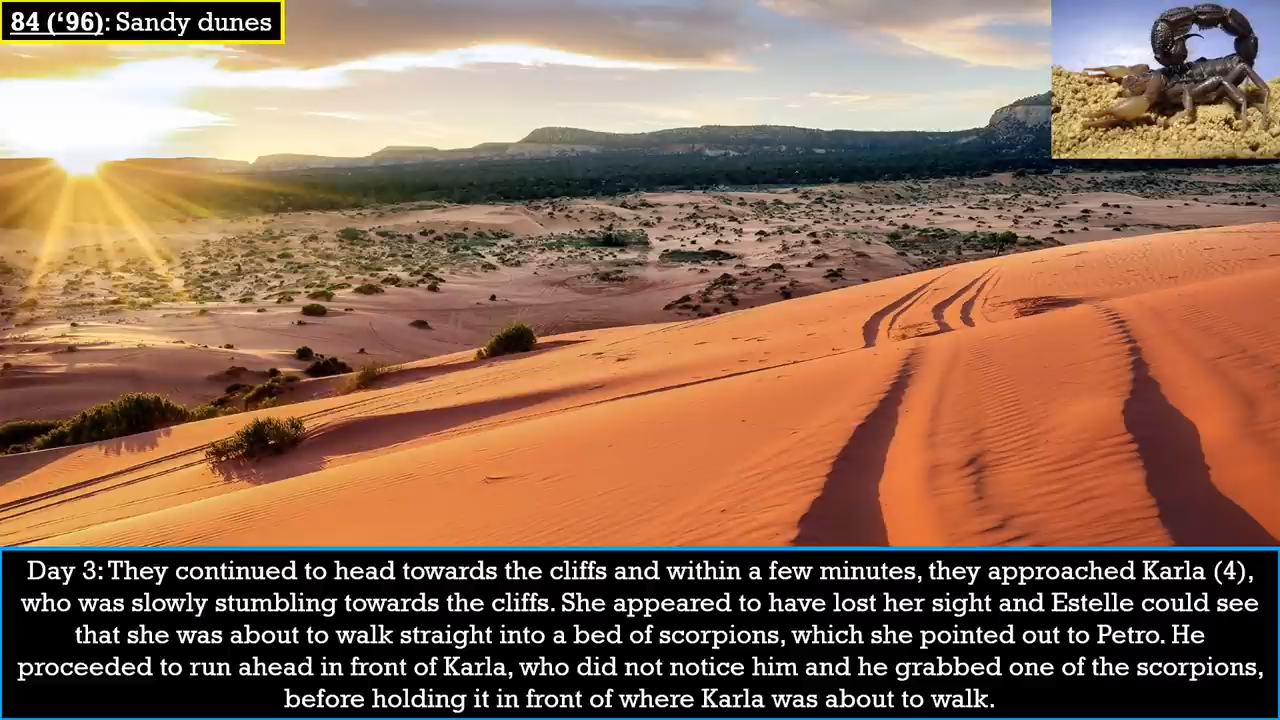 84 (‘96): Sandy dunes
Day 3: They continued to head towards the cliffs and within a few minutes, they approached Karla (4),
who was slowly stumbling towards the cliffs. She appeared to have lost her sight and Estelle could see
that she was about to walk straight into a bed of scorpions, which she pointed out to Petro. He
proceeded to run ahead in front of Karla, who did not notice him and he grabbed one of the scorpions,
before holding it in front of where Karla was about to walk.